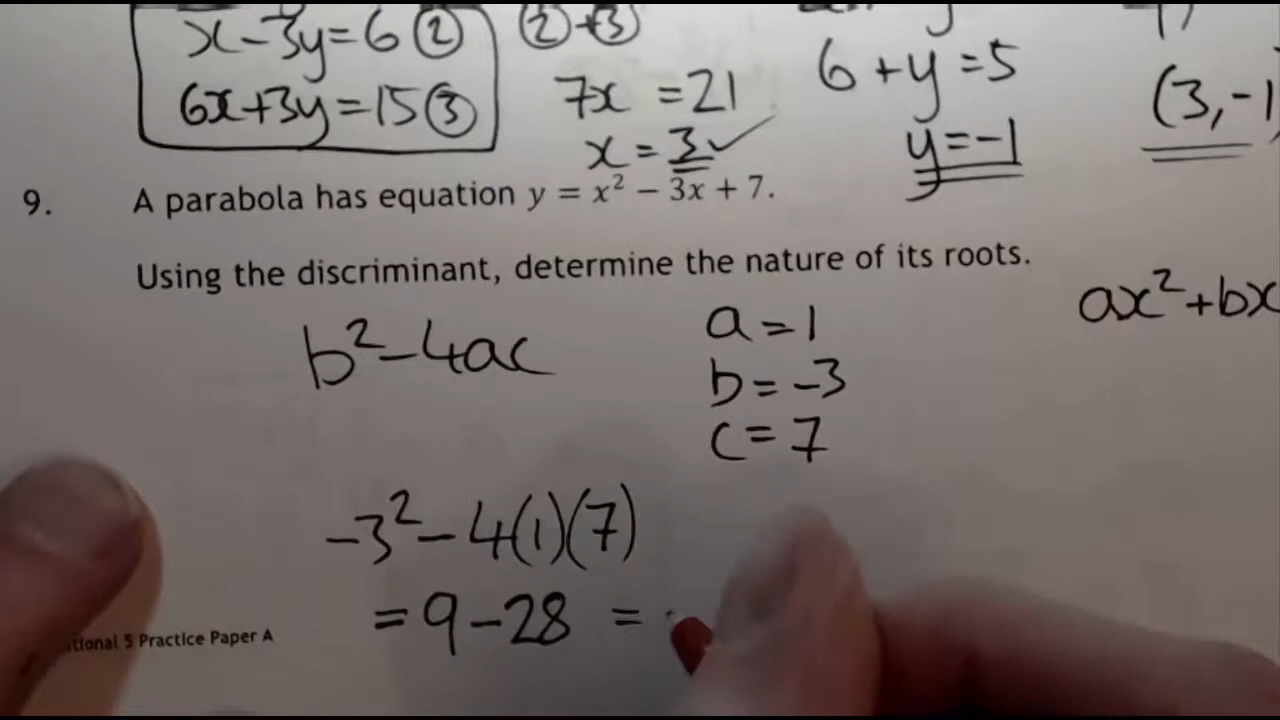 x-3y=6 ② ②+③
6x+3y=15 ③ 7x =21 6+y=5 (3,-1
x=3✓ y=-1
9. A parabola has equation y = x² − 3x + 7.
Using the discriminant, determine the nature of its roots.
b²-4ac a=1 ax²+bx
b=-3
c=7
-3²-4(1)(7)
=9-28 =
tional 5 Practice Paper A